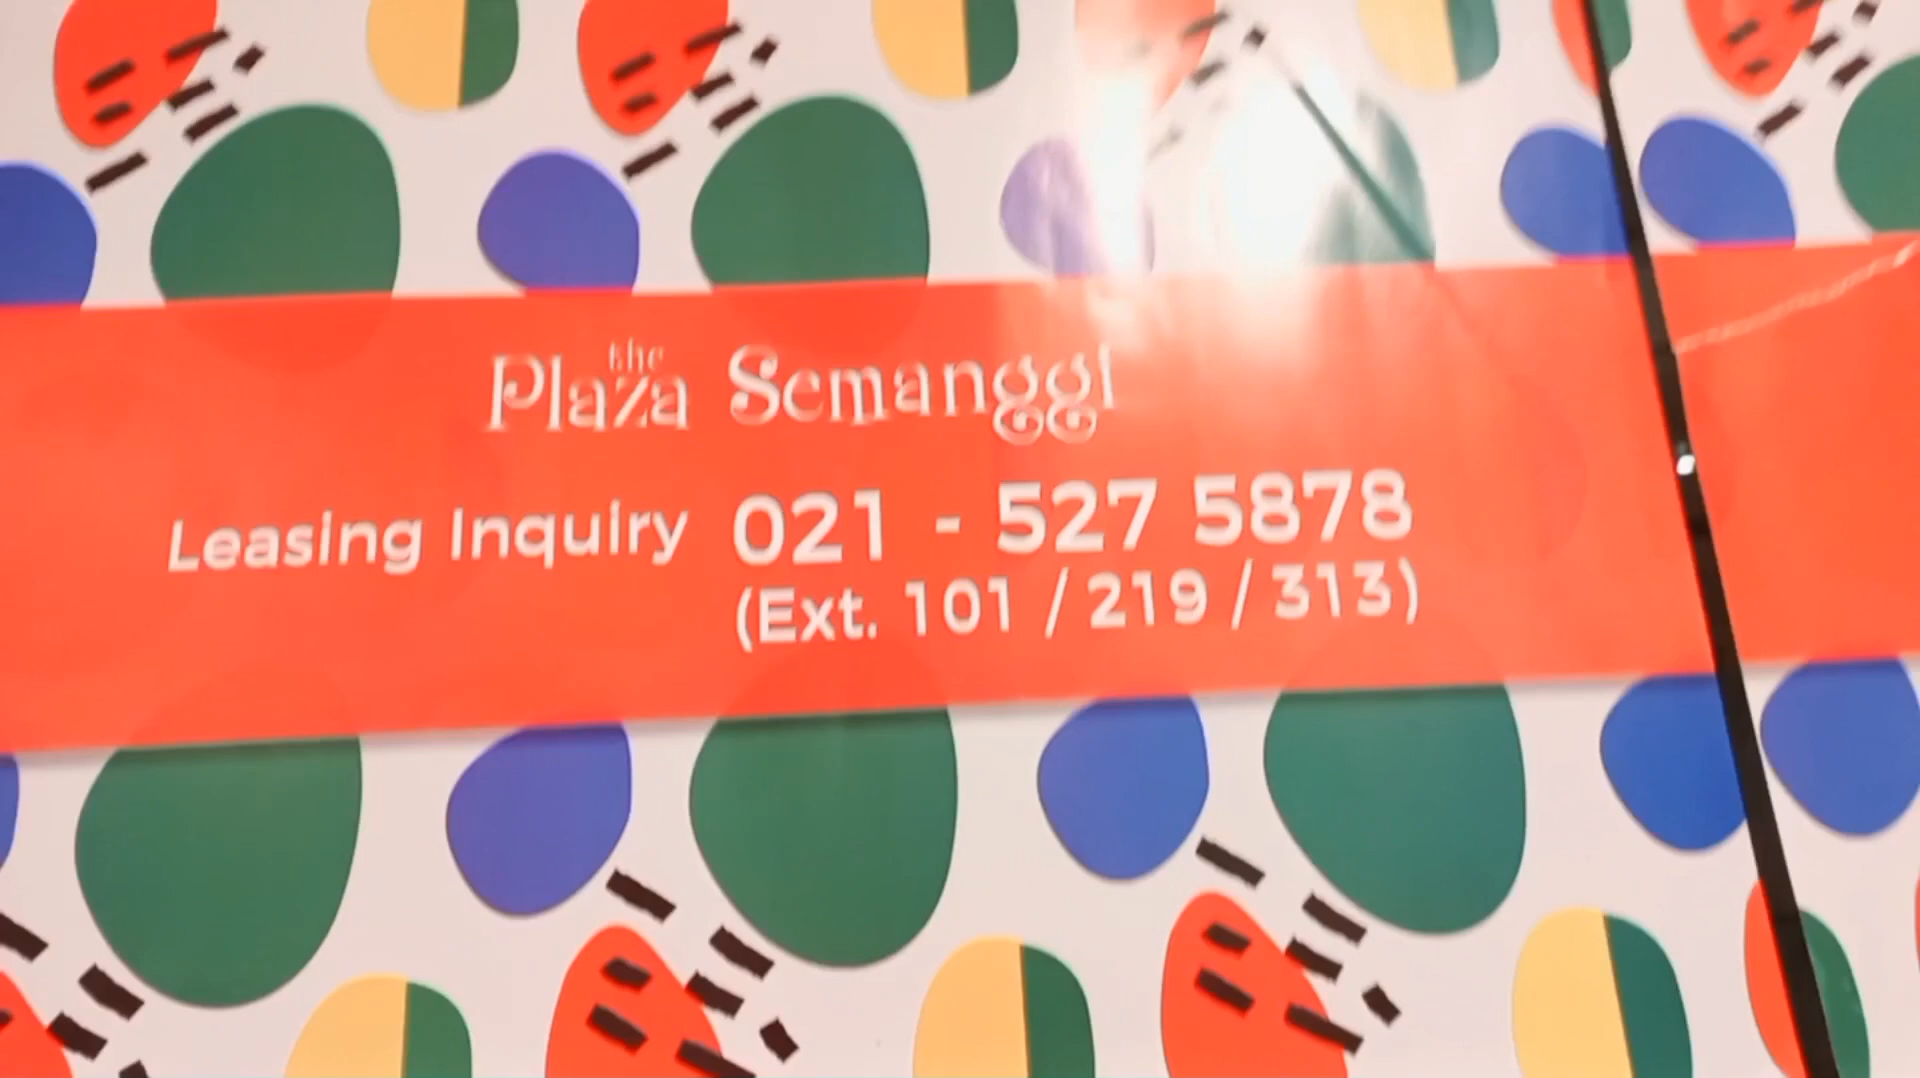 the
Plaza Semanggi
Leasing Inquiry 021 - 527 5878
(Ext. 101 / 219 / 313)